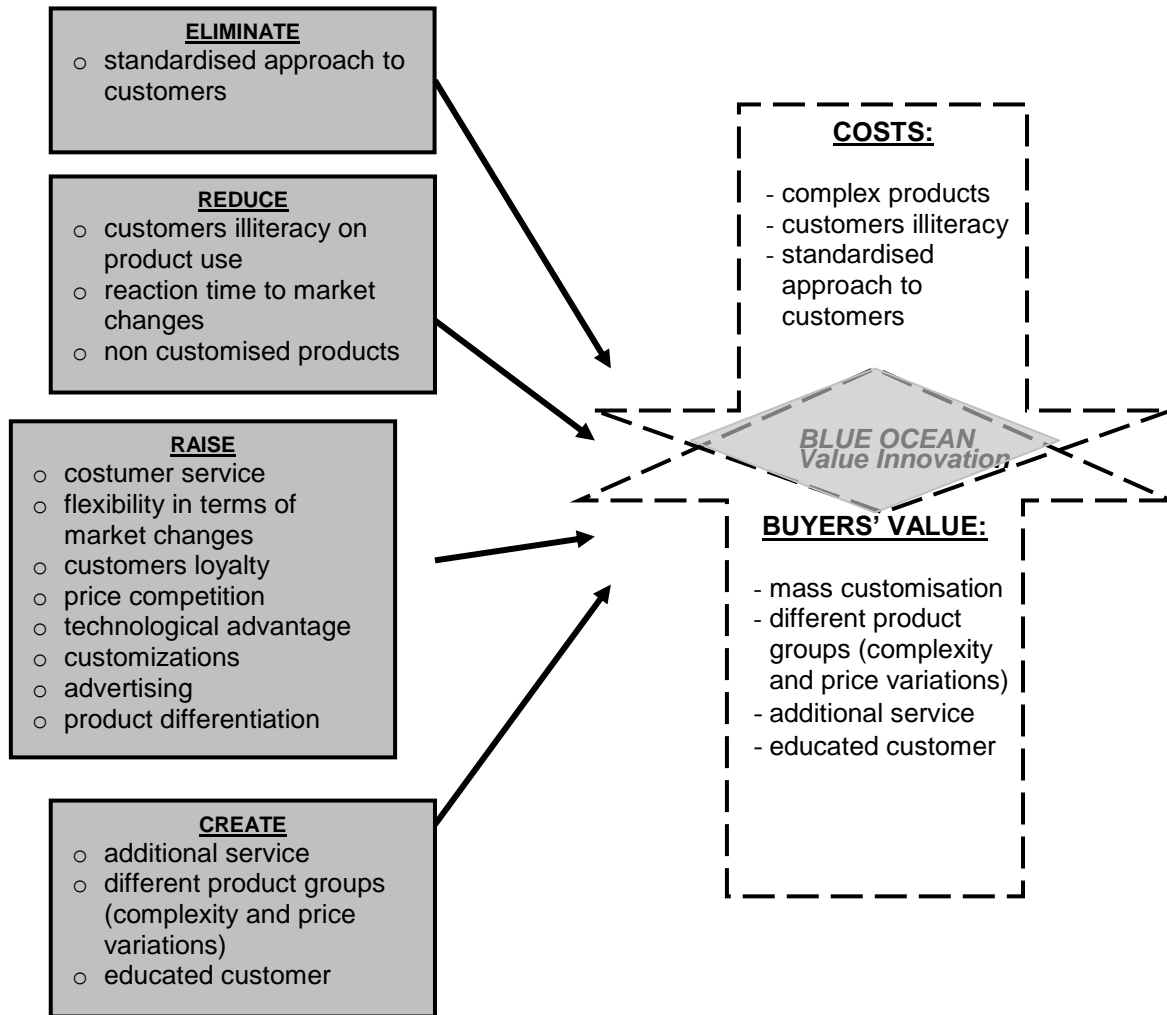 ELIMINATE
o standardised approach to
customers
REDUCE
o customers illiteracy on
product use
o reaction time to market
changes
o non customised products
RAISE
o costumer service
o flexibility in terms of
market changes
o customers loyalty
o price competition
o technological advantage
o customizations
o advertising
o product differentiation
CREATE
o additional service
o different product groups
(complexity and price
variations)
o educated customer
COSTS:
- complex products
- customers illiteracy
- standardised
approach to
customers
BLUE OCEAN
Value Innovation
BUYERS’ VALUE:
- mass customisation
- different product
groups (complexity
and price variations)
- additional service
- educated customer